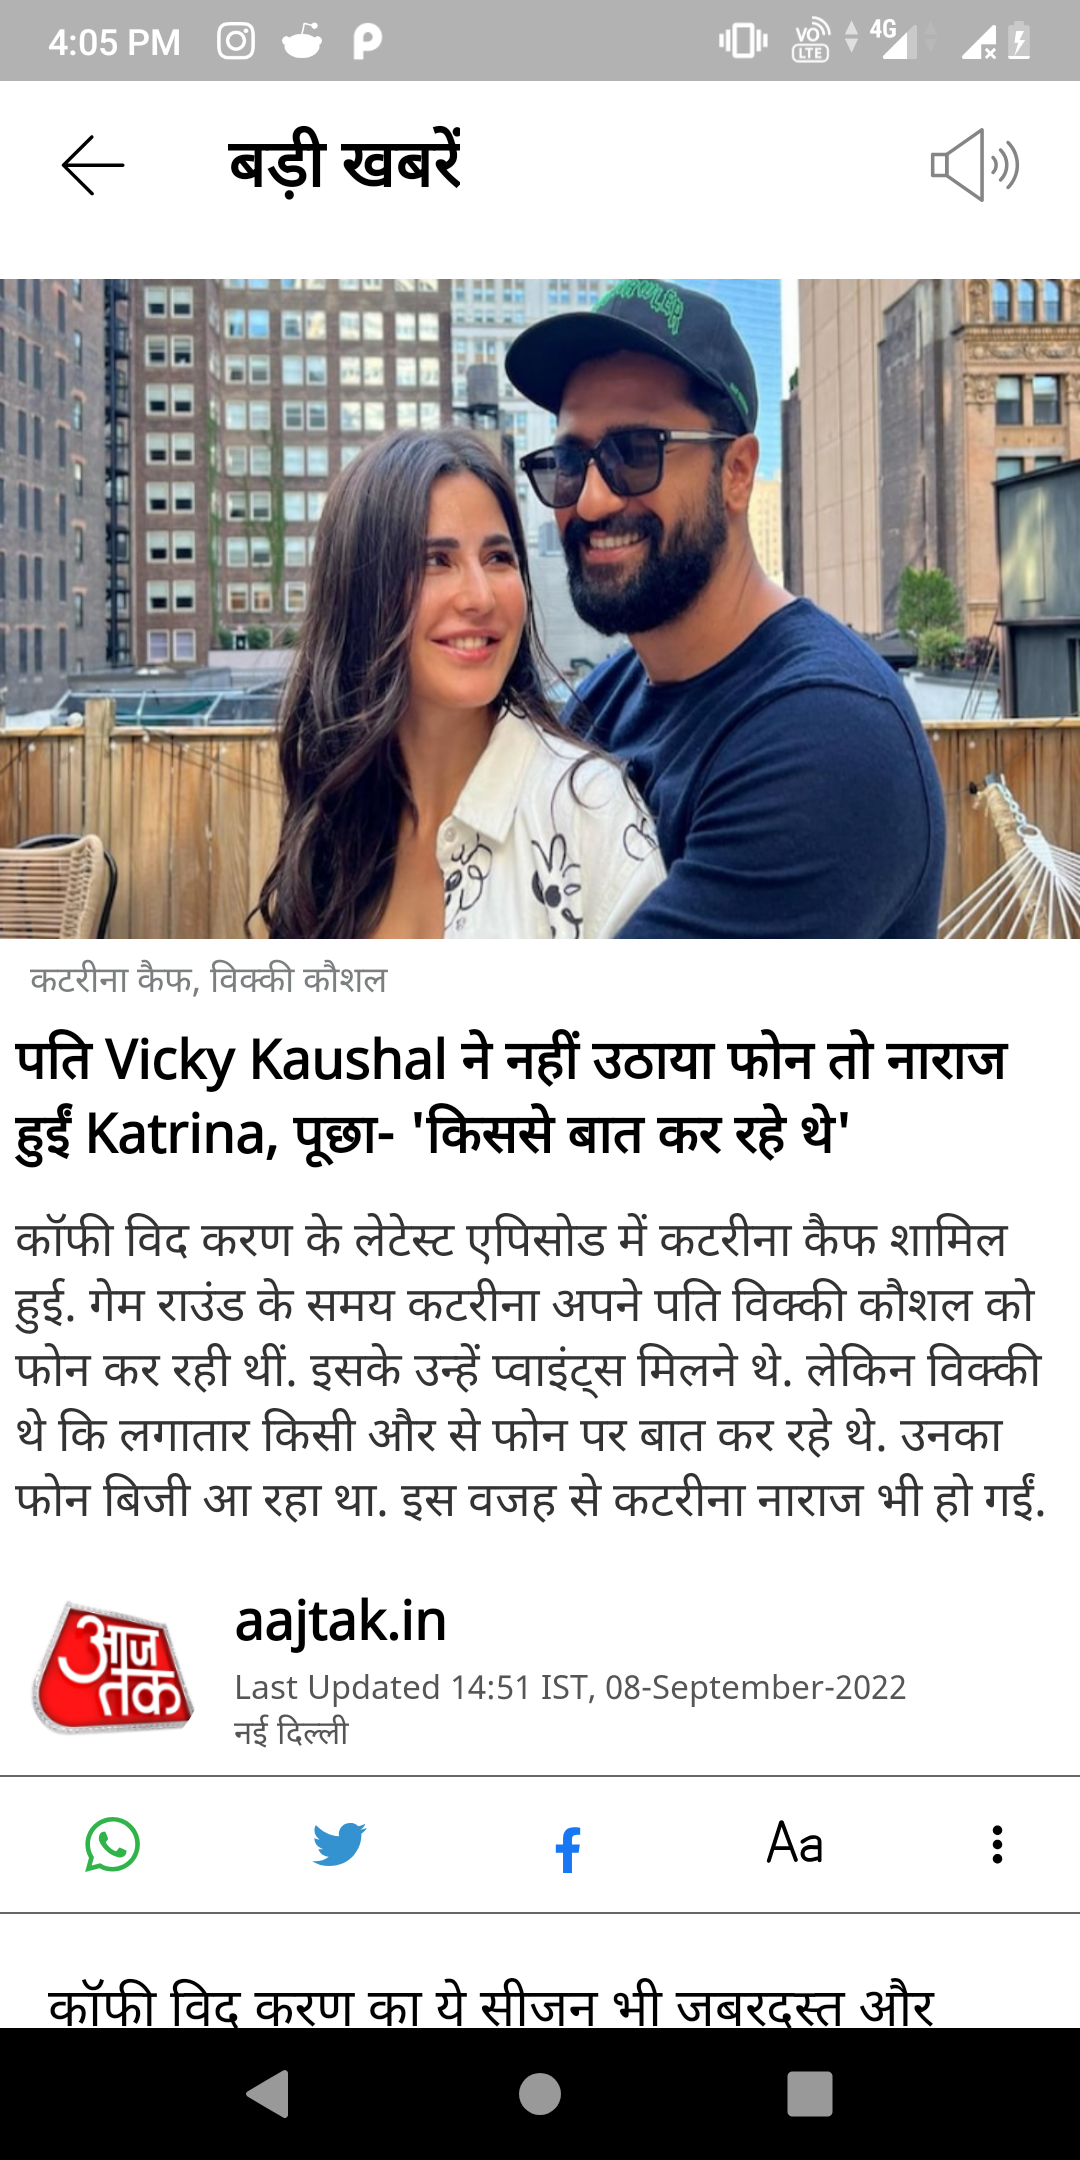 4:05 PM
VO LTE
4G
बड़ी खबरें
कटरीना कैफ, विक्की कौशल
पति Vicky Kaushal ने नहीं उठाया फोन तो नाराज
हुईं Katrina, पूछा- 'किससे बात कर रहे थे'
कॉफी विद करण के लेटेस्ट एपिसोड में कटरीना कैफ शामिल
हुई. गेम राउंड के समय कटरीना अपने पति विक्की कौशल को
फोन कर रही थीं. इसके उन्हें प्वाइंट्स मिलने थे. लेकिन विक्की
थे कि लगातार किसी और से फोन पर बात कर रहे थे. उनका
फोन बिजी आ रहा था. इस वजह से कटरीना नाराज भी हो गईं.
आज
तक
aajtak.in
Last Updated 14:51 IST, 08-September-2022
नई दिल्ली
Aa
कॉफी विद करण का ये सीजन भी जबरदस्त और